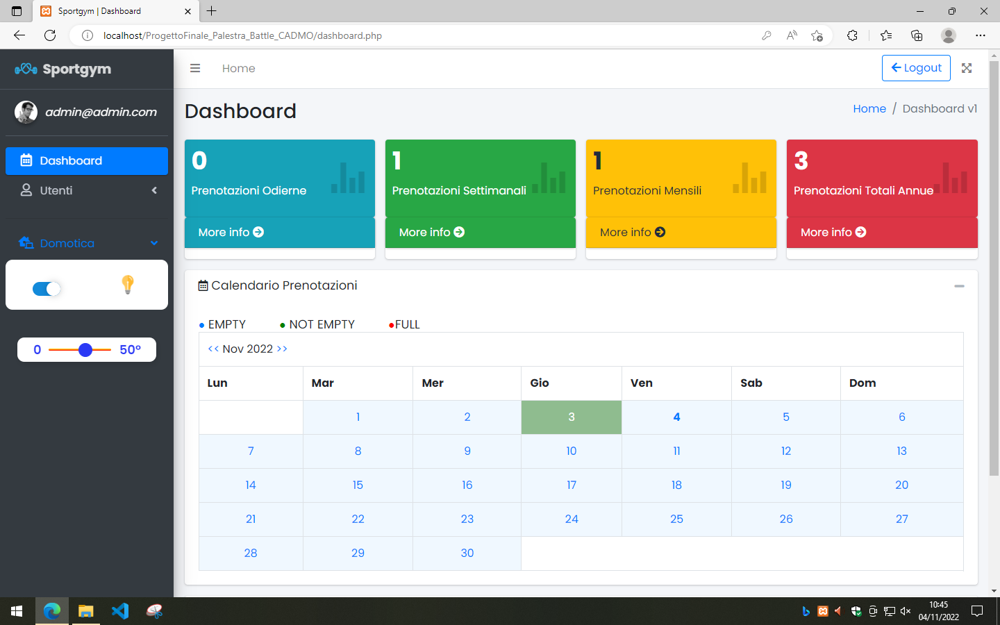 Sportgym | Dashboard
localhost/ProgettoFinale_Palestra_Battle_CADMO/dashboard.php
Sportgym
Home
Logout
admin@admin.com
Dashboard
Home / Dashboard v1
Dashboard
Utenti
Domotica
0 50°
0
Prenotazioni Odierne
More info
1
Prenotazioni Settimanali
More info
1
Prenotazioni Mensili
More info
3
Prenotazioni Totali Annue
More info
Calendario Prenotazioni
EMPTY NOT EMPTY FULL
<< Nov 2022 >>
Lun Mar Mer Gio Ven Sab Dom
1 2 3 4 5 6
7 8 9 10 11 12 13
14 15 16 17 18 19 20
21 22 23 24 25 26 27
28 29 30
10:45
04/11/2022